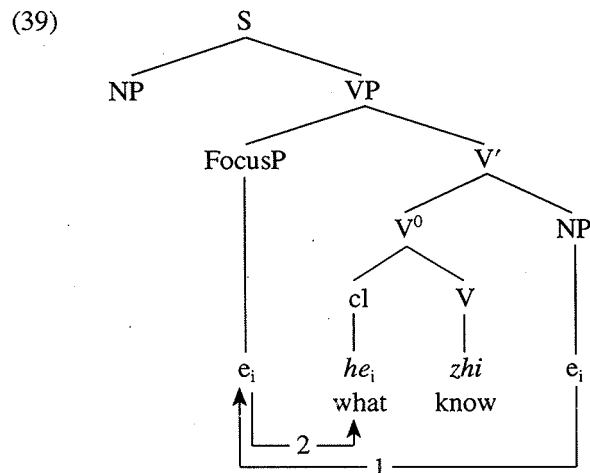 (39) S
NP VP
FocusP V′
V⁰ NP
cl V
eᵢ heᵢ zhi eᵢ
what know
2
1